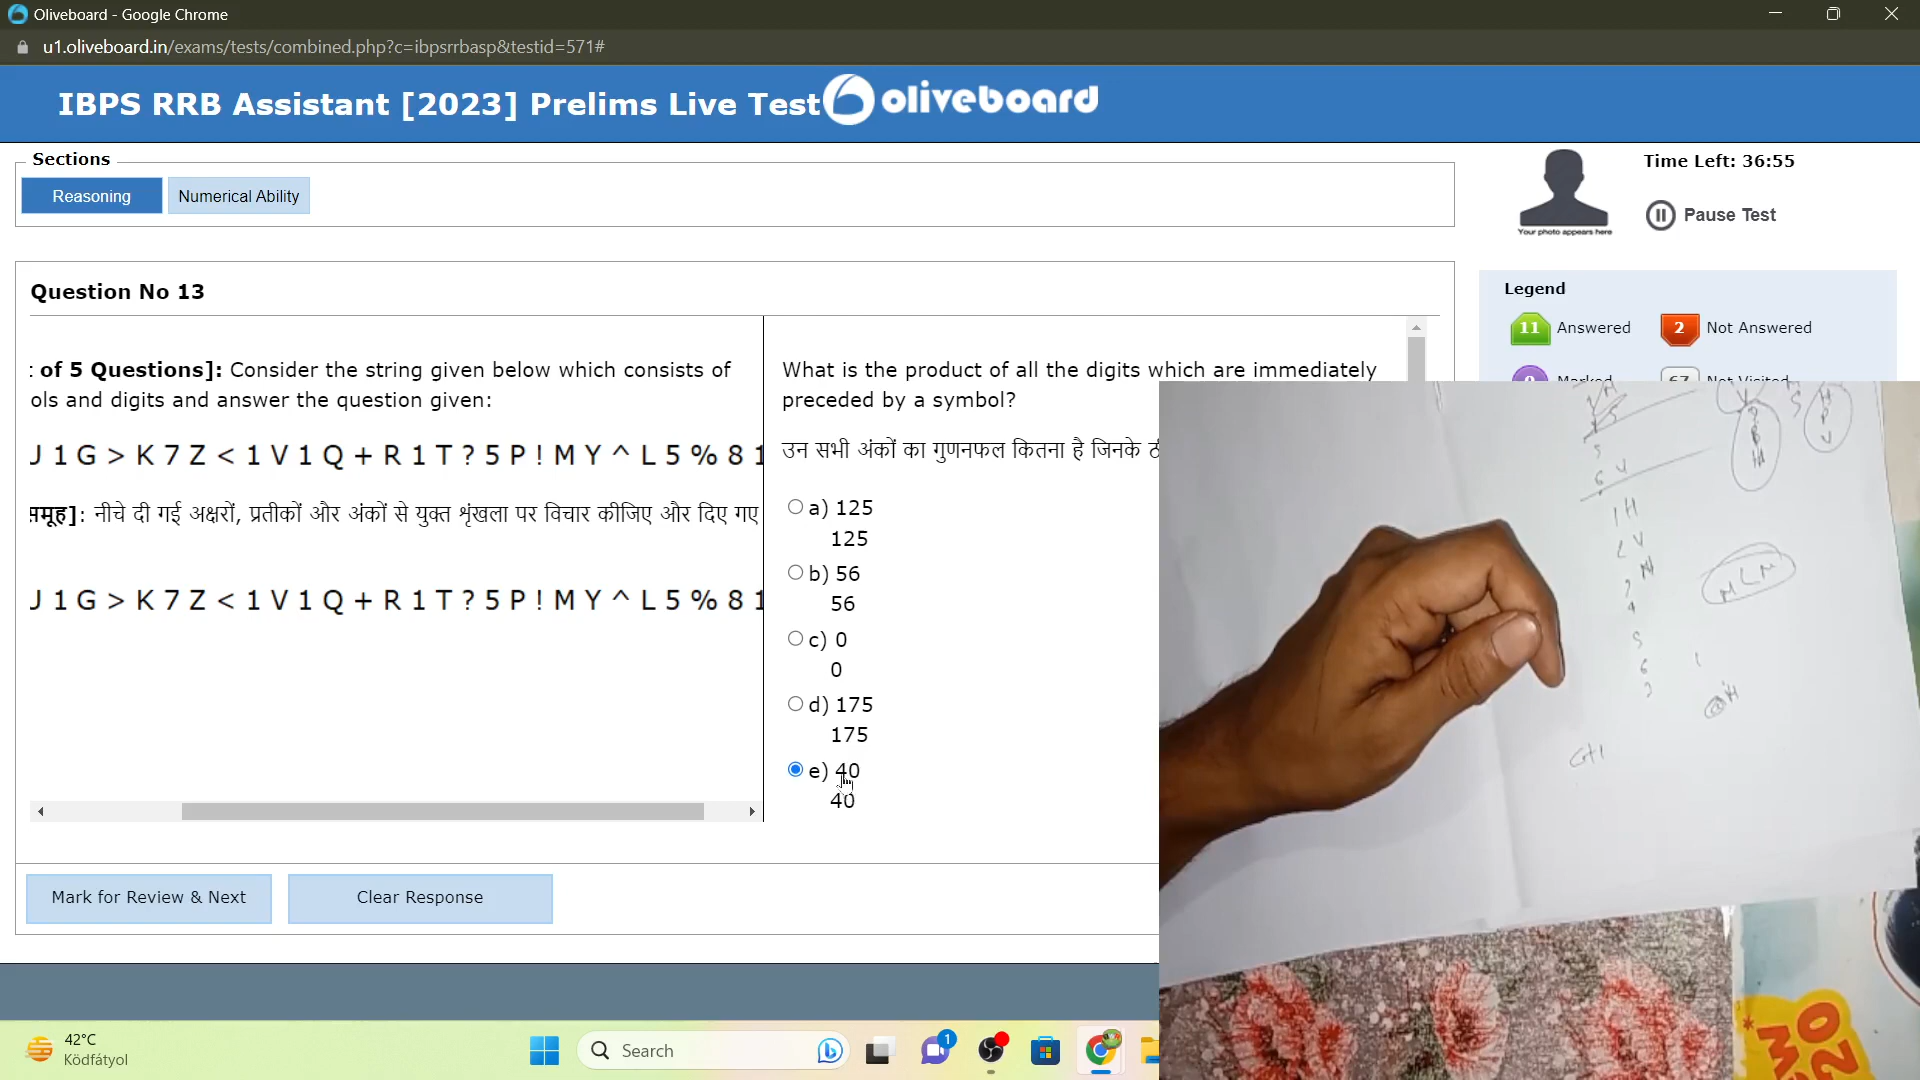 Oliveboard - Google Chrome
u1.oliveboard.in/exams/tests/combined.php?c=ibpsrrbasp&testid=571#
IBPS RRB Assistant [2023] Prelims Live Test oliveboard
Sections
Reasoning
Numerical Ability
Your photo appears here
Time Left: 36:55
Pause Test
Question No 13
Legend
11 Answered
2 Not Answered
Marked
67 Not Visited
of 5 Questions]: Consider the string given below which consists of
ols and digits and answer the question given:
J 1 G > K 7 Z < 1 V 1 Q + R 1 T ? 5 P ! M Y ^ L 5 % 8 1
समूह]: नीचे दी गई अक्षरों, प्रतीकों और अंकों से युक्त शृंखला पर विचार कीजिए और दिए गए
J 1 G > K 7 Z < 1 V 1 Q + R 1 T ? 5 P ! M Y ^ L 5 % 8 1
What is the product of all the digits which are immediately
preceded by a symbol?
उन सभी अंकों का गुणनफल कितना है जिनके
a) 125
125
b) 56
56
c) 0
0
d) 175
175
e) 40
40
Mark for Review & Next
Clear Response
42°C
Ködfátyol
Search
1